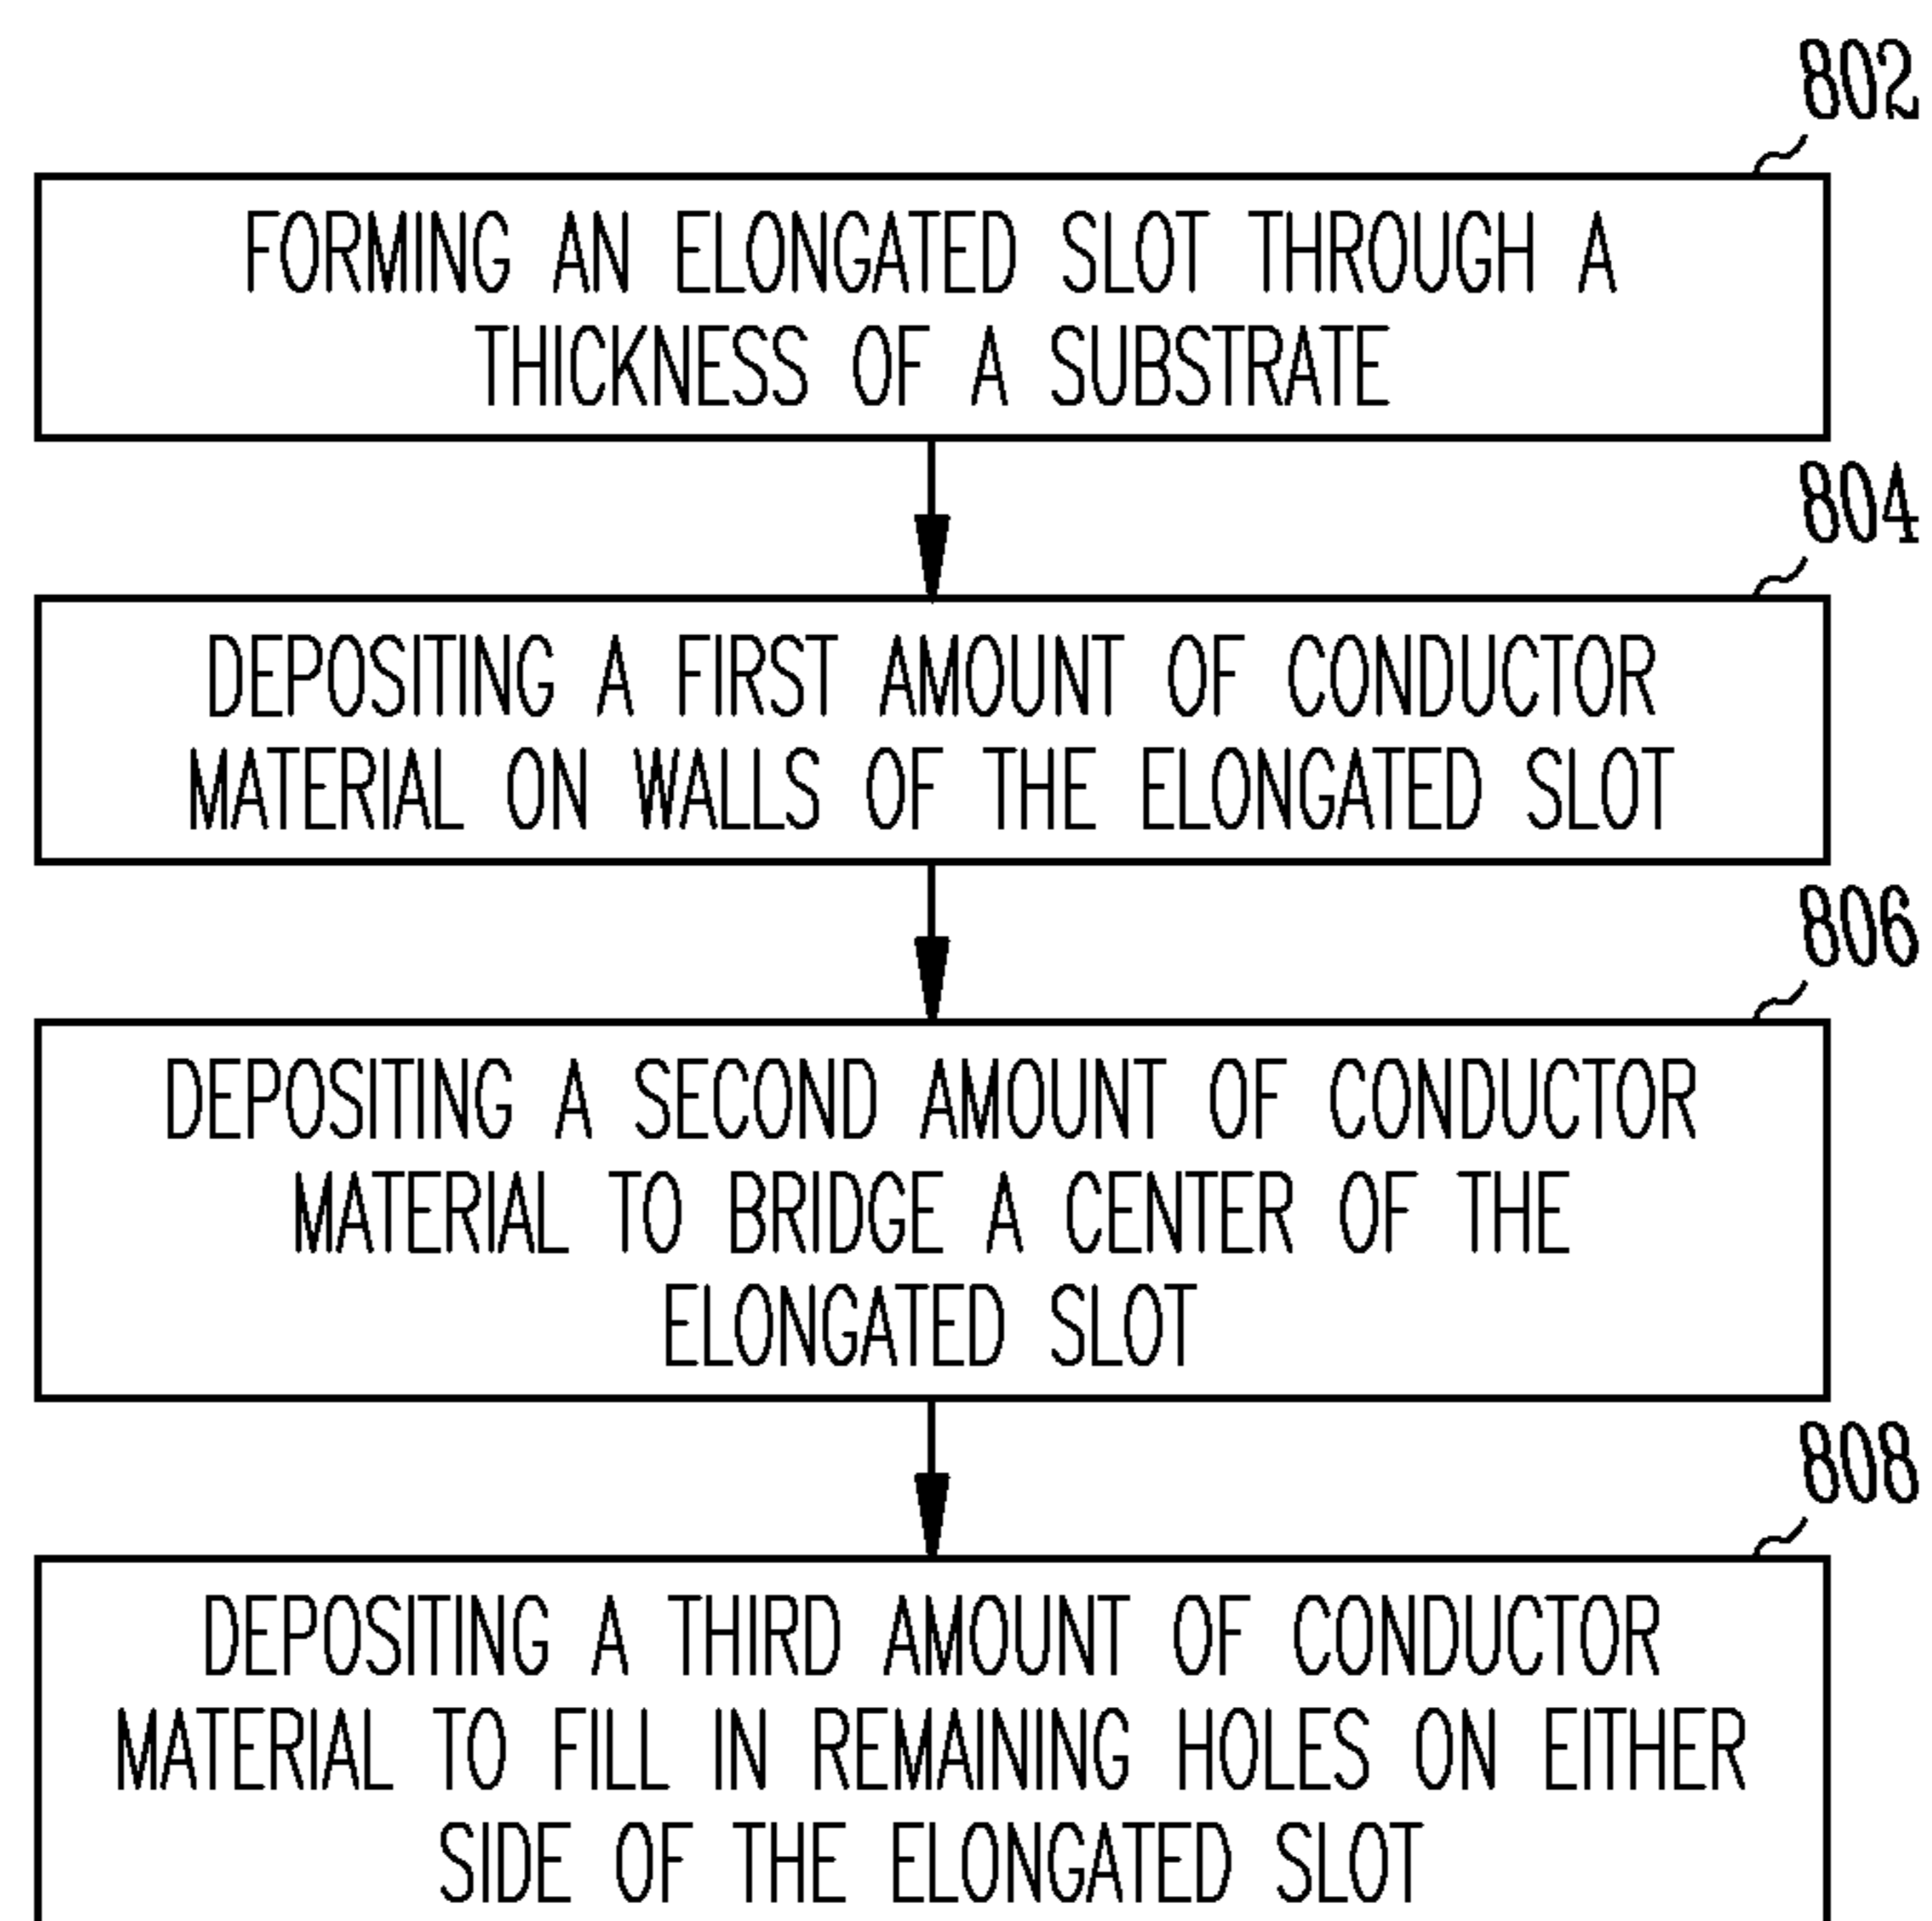 802
FORMING AN ELONGATED SLOT THROUGH A
THICKNESS OF A SUBSTRATE
804
DEPOSITING A FIRST AMOUNT OF CONDUCTOR
MATERIAL ON WALLS OF THE ELONGATED SLOT
806
DEPOSITING A SECOND AMOUNT OF CONDUCTOR
MATERIAL TO BRIDGE A CENTER OF THE
ELONGATED SLOT
808
DEPOSITING A THIRD AMOUNT OF CONDUCTOR
MATERIAL TO FILL IN REMAINING HOLES ON EITHER
SIDE OF THE ELONGATED SLOT